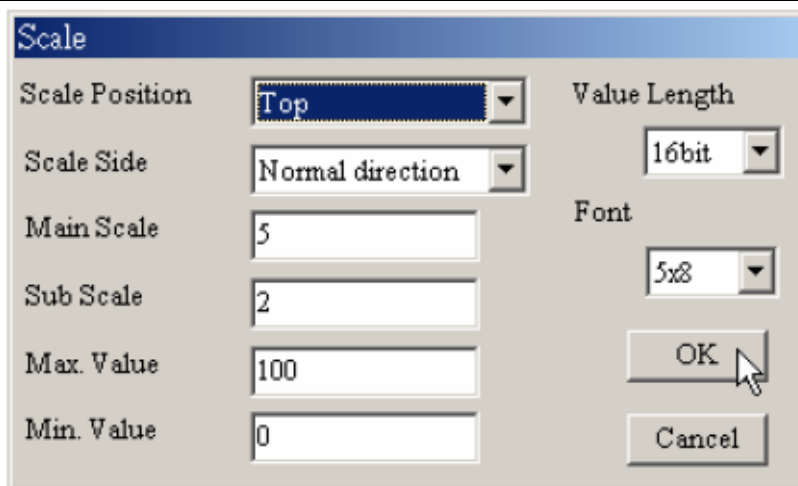 Scale
Scale Position Top Value Length
Scale Side Normal direction 16bit
Main Scale 5 Font
Sub Scale 2 5x8
Max. Value 100 OK
Min. Value 0 Cancel